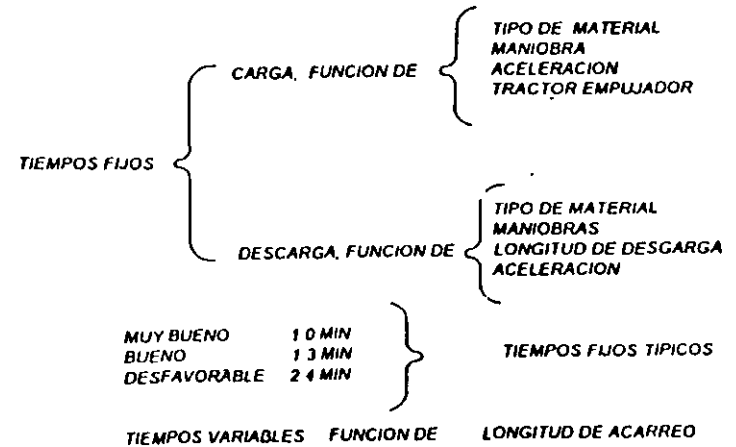 TIPO DE MATERIAL
MANIOBRA
CARGA, FUNCION DE
ACELERACION
TRACTOR EMPUJADOR
TIEMPOS FIJOS
TIPO DE MATERIAL
MANIOBRAS
DESCARGA, FUNCION DE
LONGITUD DE DESGARGA
ACELERACION
MUY BUENO 1 0 MIN
BUENO 1 3 MIN
DESFAVORABLE 2 4 MIN
TIEMPOS FIJOS TIPICOS
TIEMPOS VARIABLES FUNCION DE LONGITUD DE ACARREO